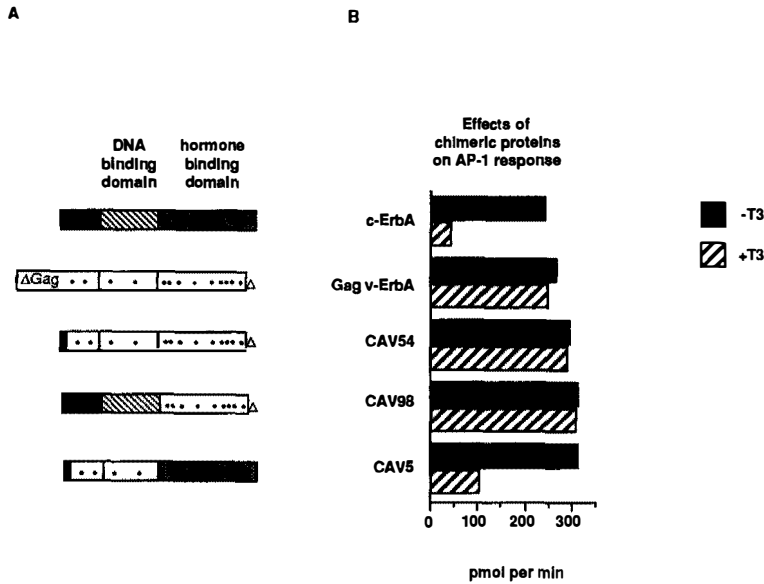 A
B
DNA
binding
domain
hormone
binding
domain
ΔGag
Δ
Δ
Δ
Effects of
chimeric proteins
on AP-1 response
c-ErbA
Gag v-ErbA
CAV54
CAV98
CAV5
0 100 200 300
pmol per min
-T3
+T3